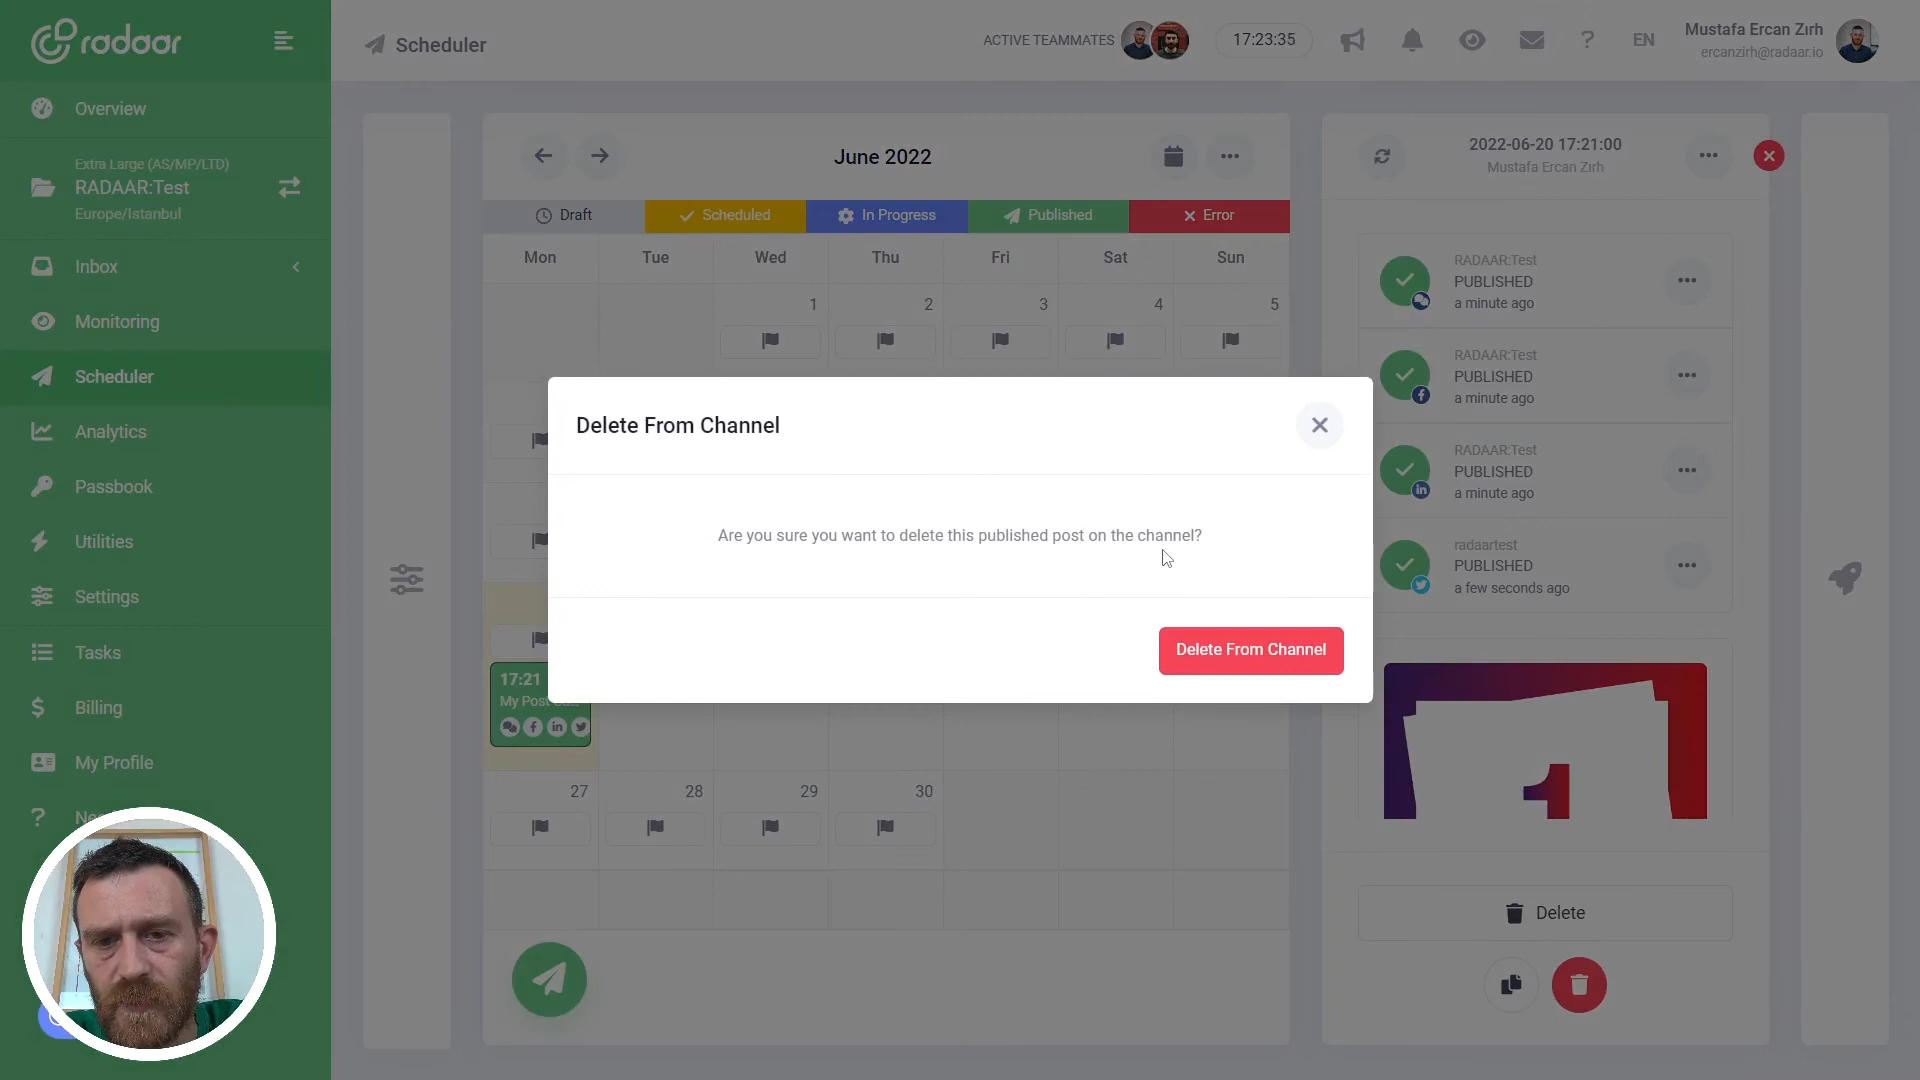 radaar
Scheduler
ACTIVE TEAMMATES
17:23:35
?
EN
Mustafa Ercan Zırh
ercanzirh@radaar.io
Overview
Extra Large (AS/MP/LTD)
RADAAR:Test
Europe/Istanbul
Inbox
Monitoring
Scheduler
Analytics
Passbook
Utilities
Settings
Tasks
Billing
My Profile
June 2022
Draft
Scheduled
In Progress
Published
Error
Mon Tue Wed Thu Fri Sat Sun
1 2 3 4 5
17:21
My Post
27 28 29 30
Delete From Channel
Are you sure you want to delete this published post on the channel?
Delete From Channel
2022-06-20 17:21:00
Mustafa Ercan Zırh
RADAAR:Test
PUBLISHED
a minute ago
RADAAR:Test
PUBLISHED
a minute ago
RADAAR:Test
PUBLISHED
a minute ago
radaartest
PUBLISHED
a few seconds ago
1
Delete